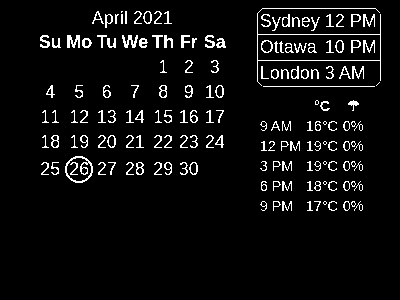 April 2021
Su Mo Tu We Th Fr Sa
1 2 3
4 5 6 7 8 9 10
11 12 13 14 15 16 17
18 19 20 21 22 23 24
25 26 27 28 29 30
Sydney 12 PM
Ottawa 10 PM
London 3 AM
°C ☂
9 AM 16°C 0%
12 PM 19°C 0%
3 PM 19°C 0%
6 PM 18°C 0%
9 PM 17°C 0%